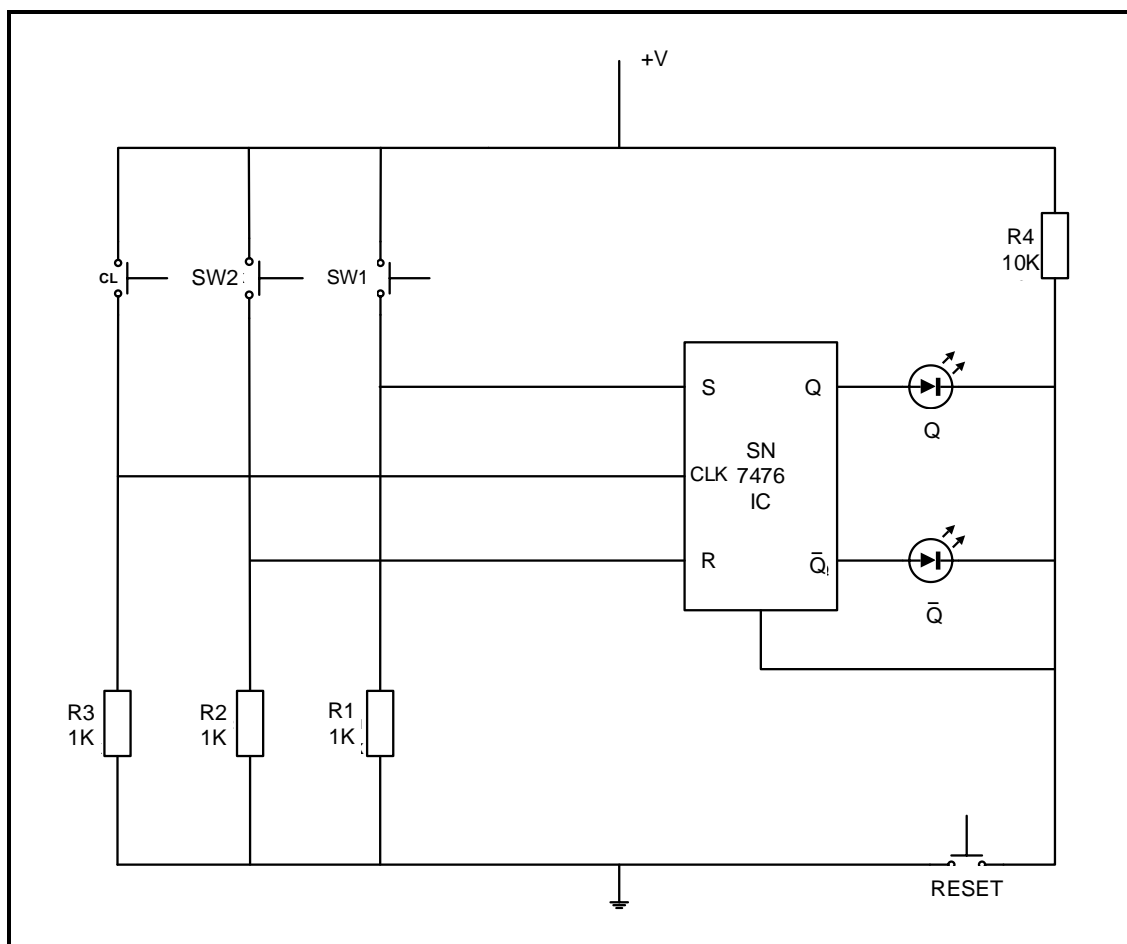 +V
R4
10K
CL
SW2
SW1
S
Q
SN
7476
IC
CLK
R
Q̅
Q
Q̅
R3
1K
R2
1K
R1
1K
RESET